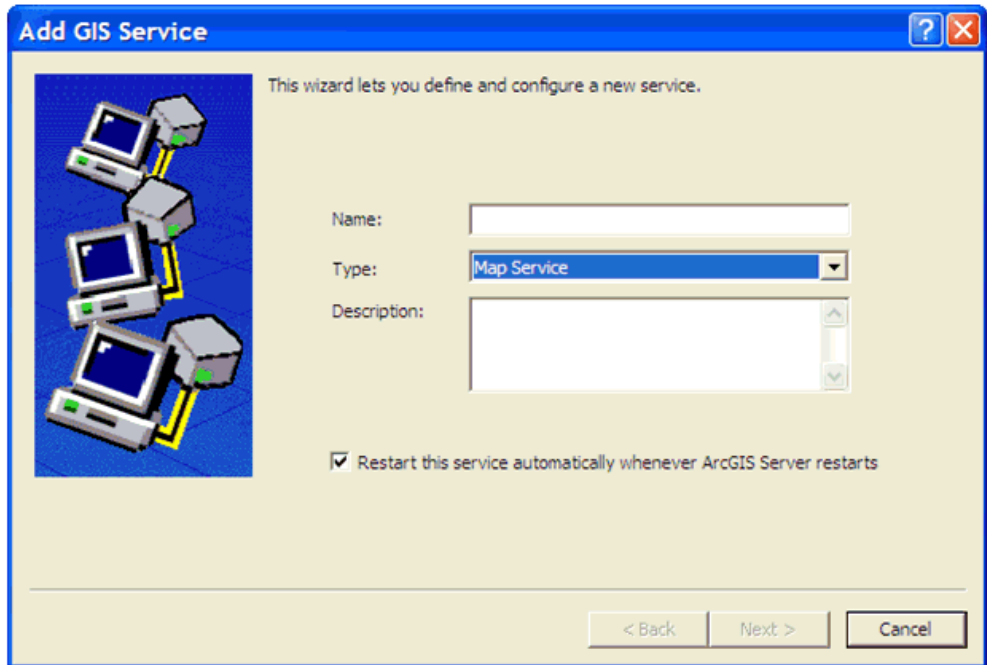 Add GIS Service
This wizard lets you define and configure a new service.
Name:
Type: Map Service
Description:
Restart this service automatically whenever ArcGIS Server restarts
< Back Next > Cancel